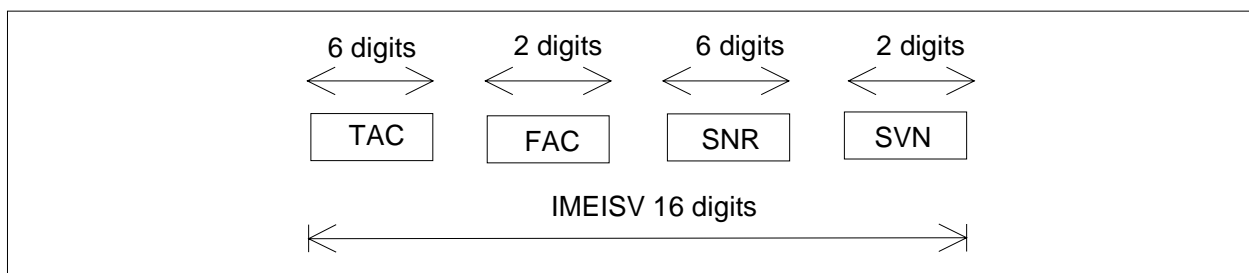 6 digits 2 digits 6 digits 2 digits
TAC FAC SNR SVN
IMEISV 16 digits